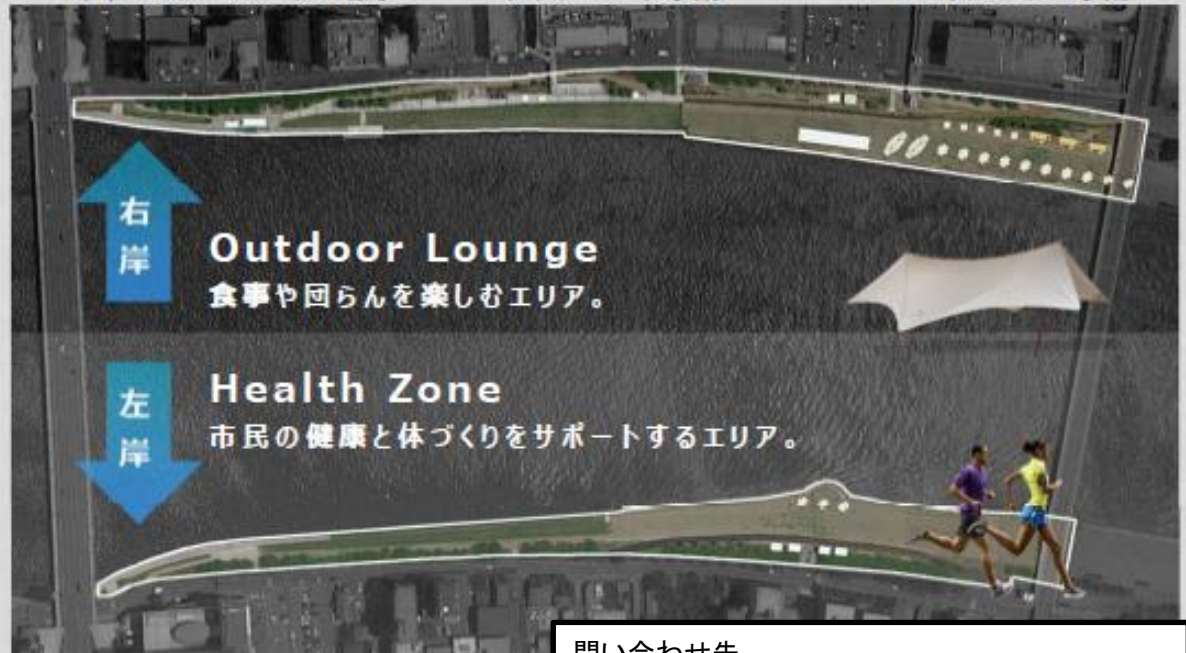 右岸
Outdoor Lounge
食事や団らんを楽しむエリア。
左岸
Health Zone
市民の健康と体づくりをサポートするエリア。
問い合わせ先